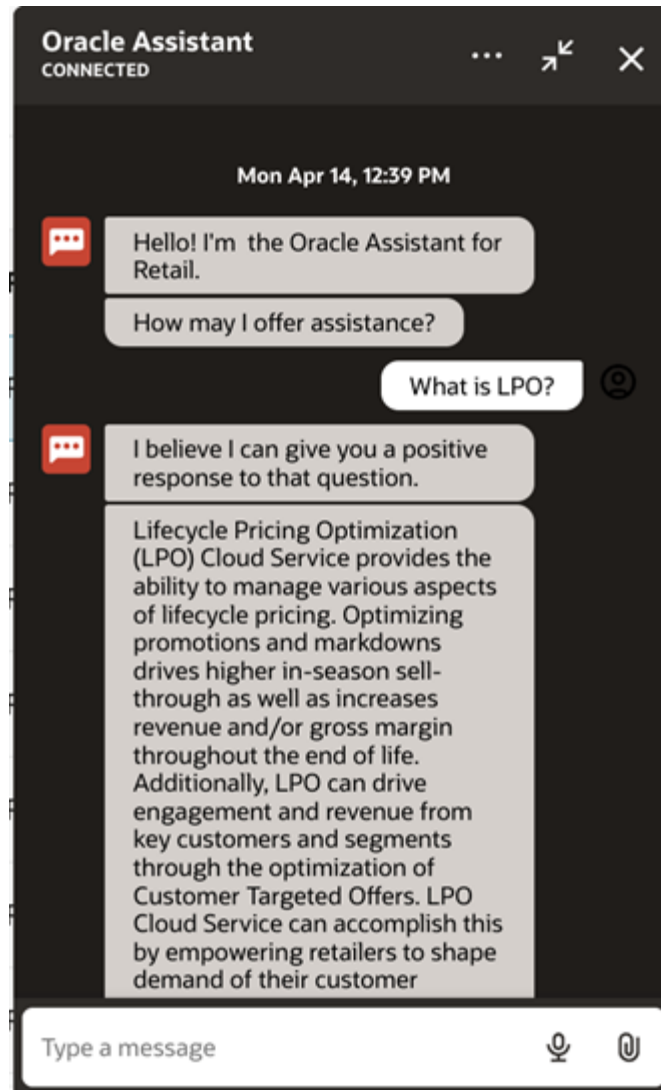 Oracle Assistant
CONNECTED
Mon Apr 14, 12:39 PM
Hello! I'm the Oracle Assistant for
Retail.
How may I offer assistance?
What is LPO?
I believe I can give you a positive
response to that question.
Lifecycle Pricing Optimization
(LPO) Cloud Service provides the
ability to manage various aspects
of lifecycle pricing. Optimizing
promotions and markdowns
drives higher in-season sell-
through as well as increases
revenue and/or gross margin
throughout the end of life.
Additionally, LPO can drive
engagement and revenue from
key customers and segments
through the optimization of
Customer Targeted Offers. LPO
Cloud Service can accomplish this
by empowering retailers to shape
demand of their customer
Type a message